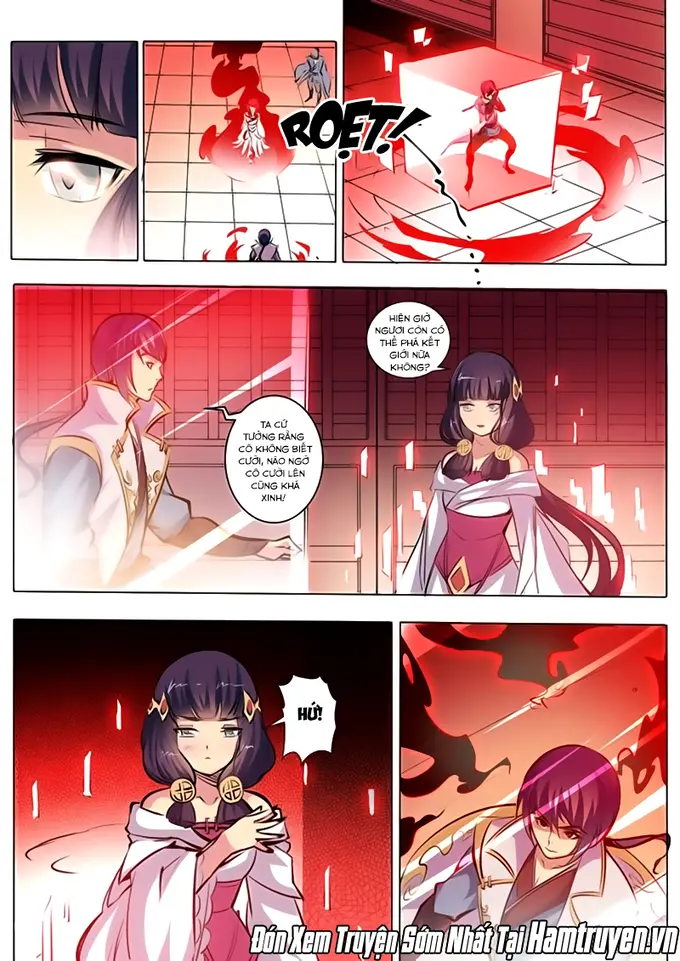 ROẸT!
HIỆN GIỜ
NGƯƠI CÒN CÓ
THỂ PHÁ KẾT
GIỚI NỮA
KHÔNG?
TA CỨ
TƯỞNG RẰNG
CÔ KHÔNG BIẾT
CƯỜI, NÀO NGỜ
CÔ CƯỜI LÊN
CŨNG KHÁ
XINH!
HỨ!
Đón Xem Truyện Sớm Nhất Tại Hamtruyen.vn